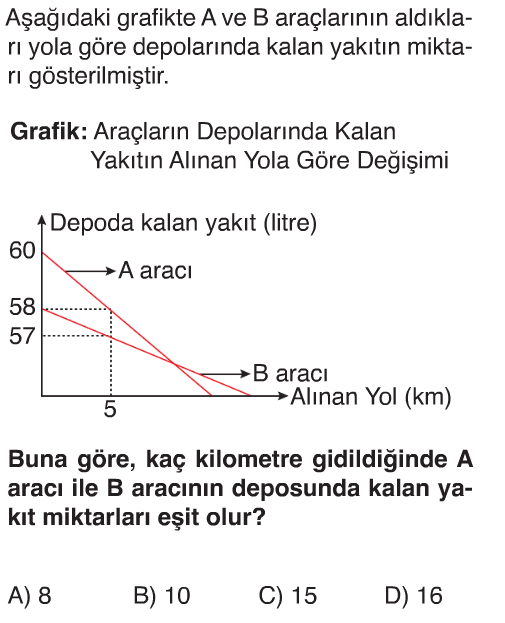 Aşağıdaki grafikte A ve B araçlarının aldıkla-
rı yola göre depolarında kalan yakıtın mikta-
rı gösterilmiştir.
Grafik: Araçların Depolarında Kalan
Yakıtın Alınan Yola Göre Değişimi
Depoda kalan yakıt (litre)
60
A aracı
58
57
B aracı
Alınan Yol (km)
5
Buna göre, kaç kilometre gidildiğinde A
aracı ile B aracının deposunda kalan ya-
kıt miktarları eşit olur?
A) 8 B) 10 C) 15 D) 16